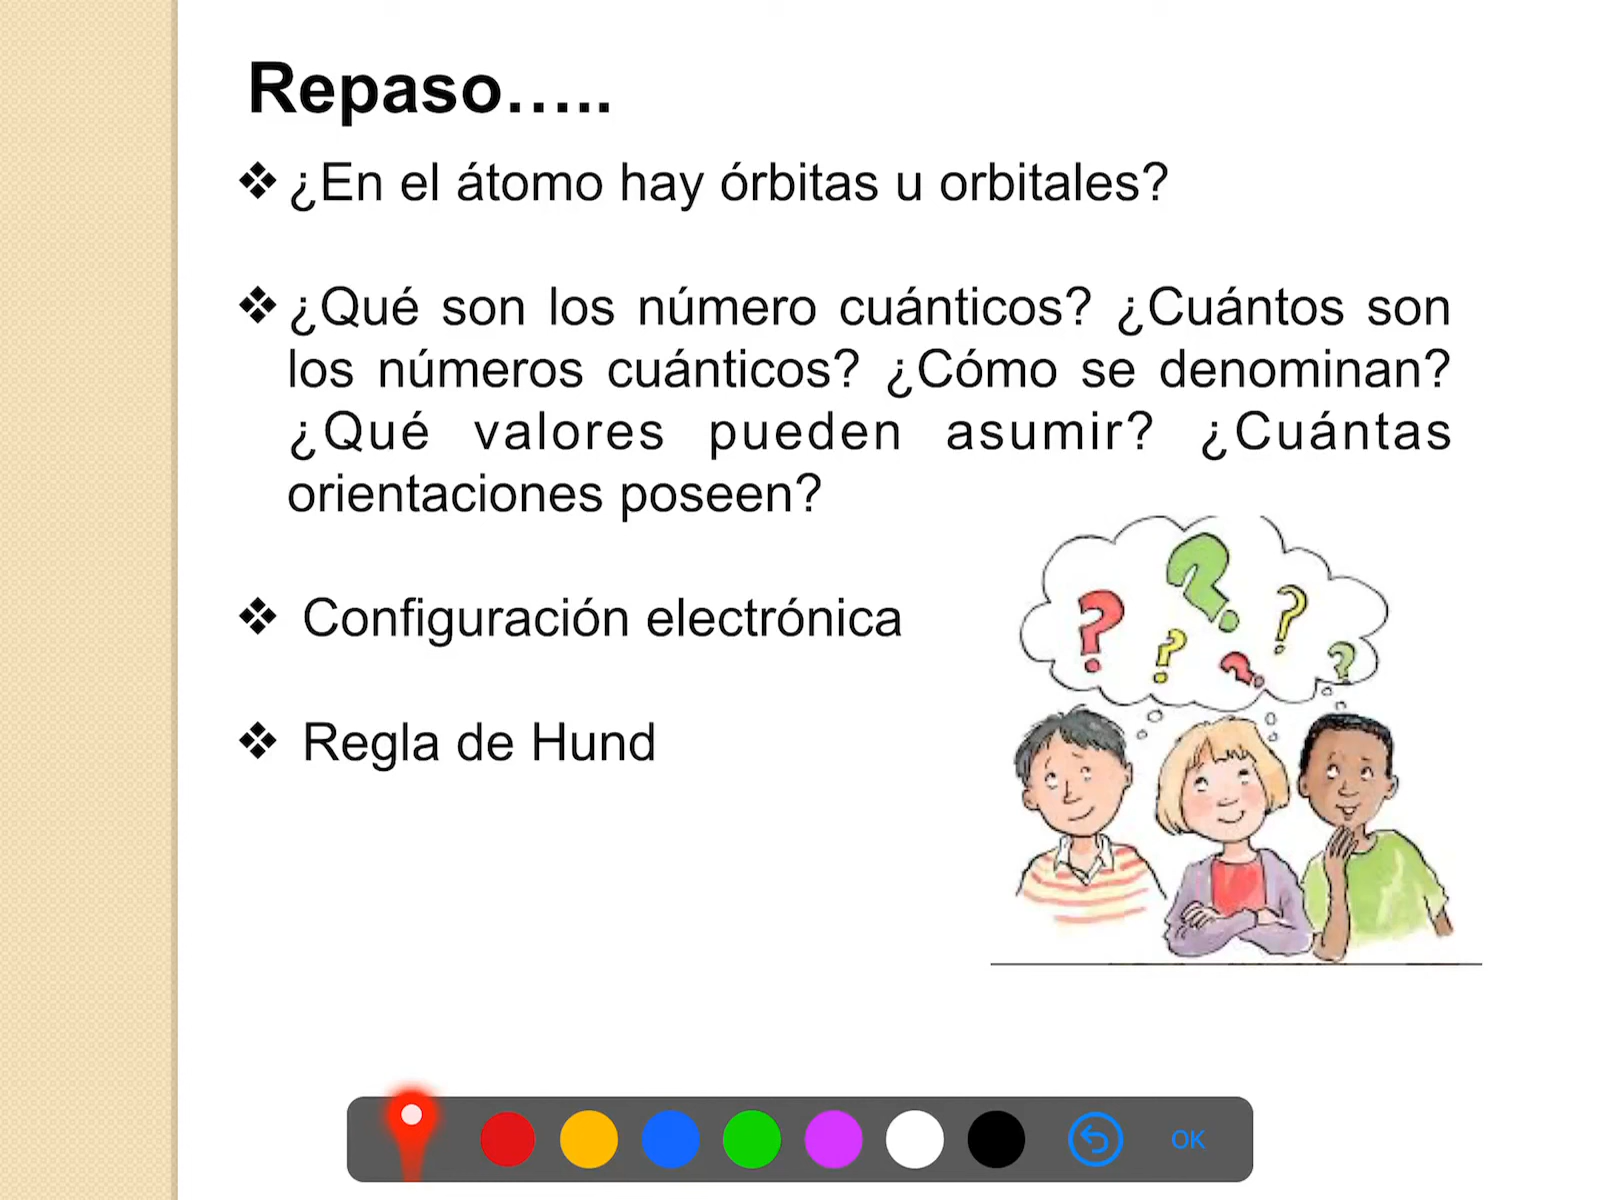 Repaso…..
❖ ¿En el átomo hay órbitas u orbitales?
❖ ¿Qué son los número cuánticos? ¿Cuántos son
los números cuánticos? ¿Cómo se denominan?
¿Qué valores pueden asumir? ¿Cuántas
orientaciones poseen?
❖ Configuración electrónica
❖ Regla de Hund
? ? ? ? ? ?
OK